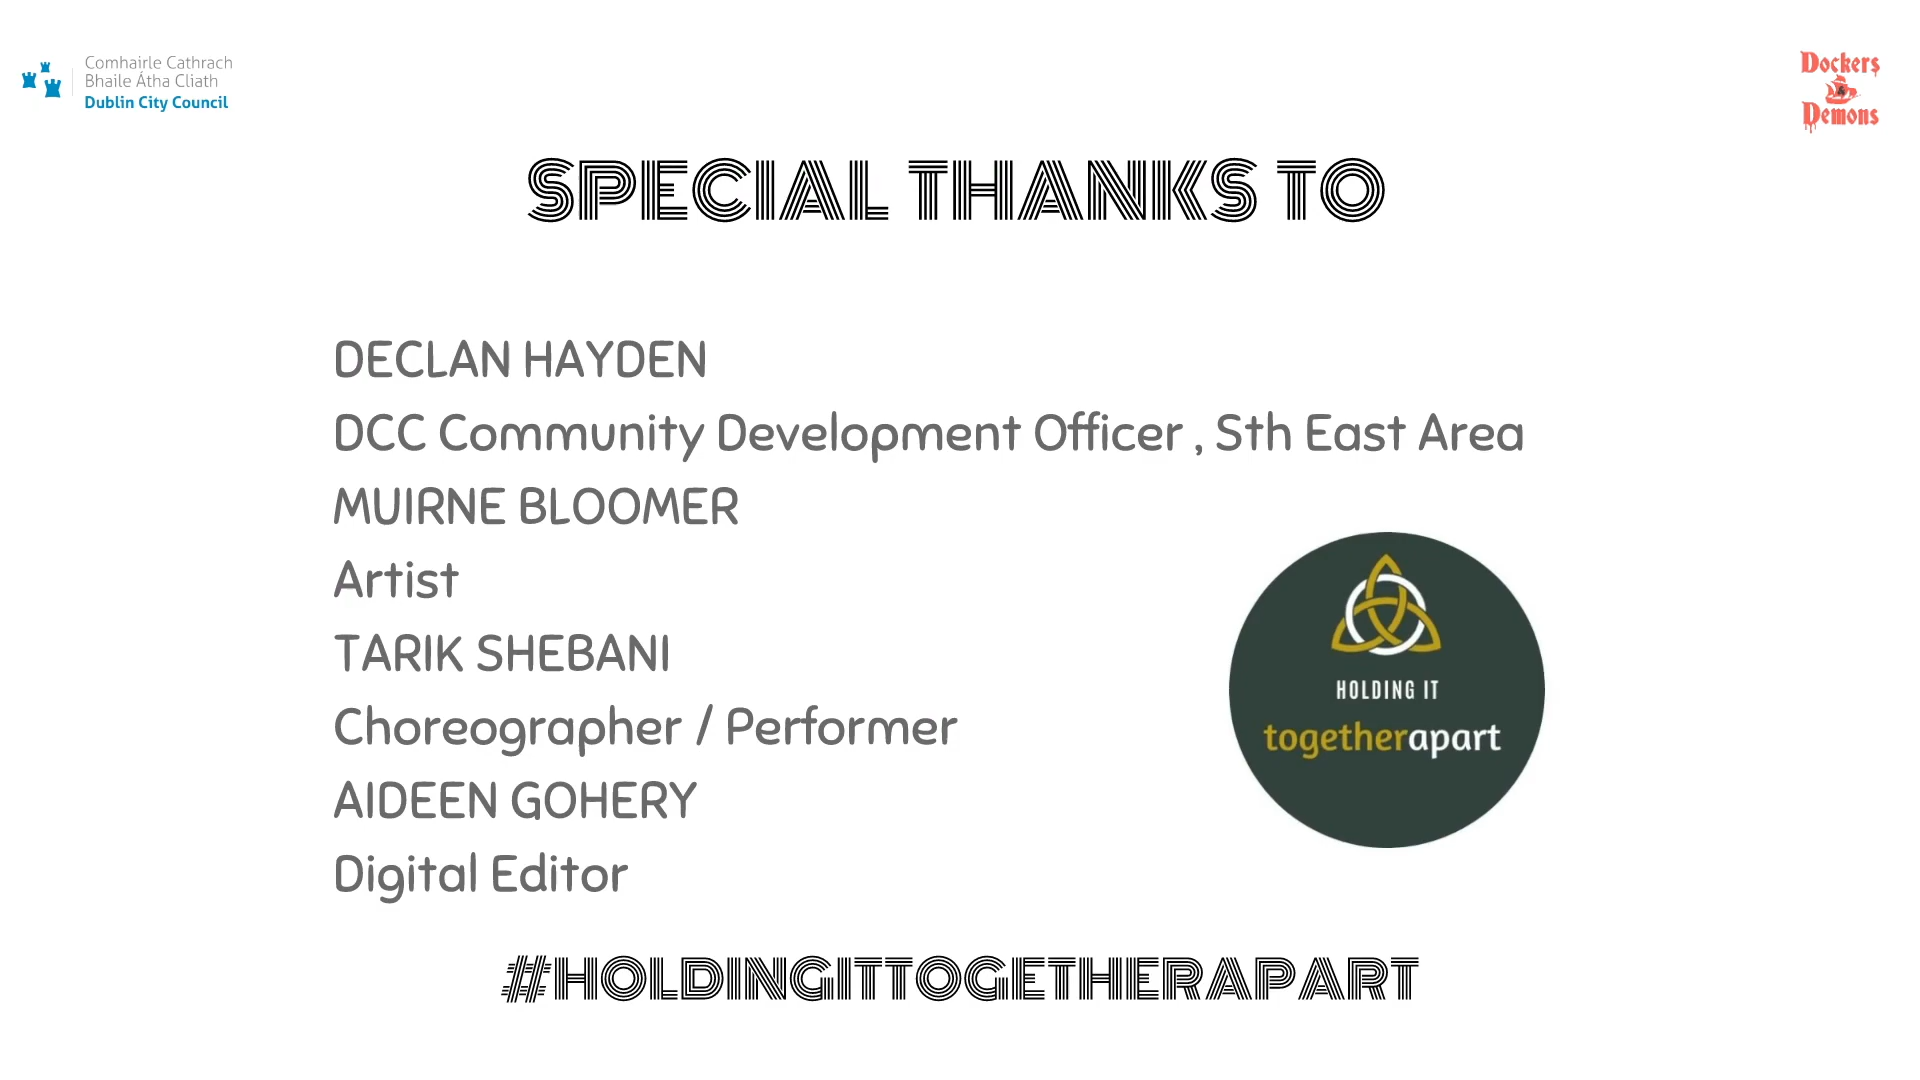 Comhairle Cathrach
Bhaile Átha Cliath
Dublin City Council
Dockers
&
Demons
SPECIAL THANKS TO
DECLAN HAYDEN
DCC Community Development Officer , Sth East Area
MUIRNE BLOOMER
Artist
TARIK SHEBANI
Choreographer / Performer
AIDEEN GOHERY
Digital Editor
HOLDING IT
togetherapart
#HOLDINGITTOGETHERAPART